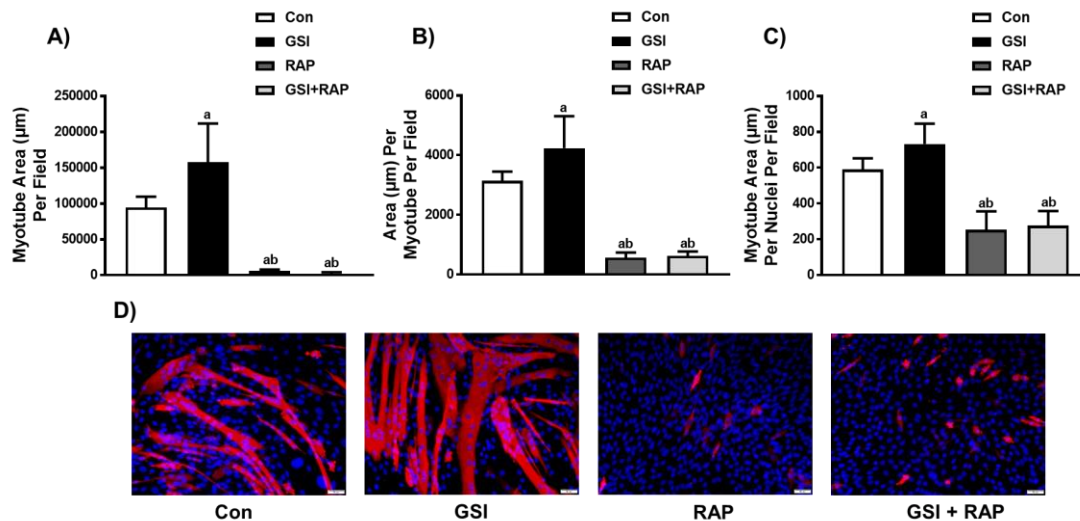 A)
Con
GSI
RAP
GSI+RAP
Myotube Area (µm)
Per Field
250000
200000
150000
100000
50000
0
a
ab
ab
B)
Con
GSI
RAP
GSI+RAP
Area (µm) Per
Myotube Per Field
6000
4000
2000
0
a
ab
ab
C)
Con
GSI
RAP
GSI+RAP
Myotube Area (µm)
Per Nuclei Per Field
1000
800
600
400
200
0
a
ab
ab
D)
Con
GSI
RAP
GSI + RAP